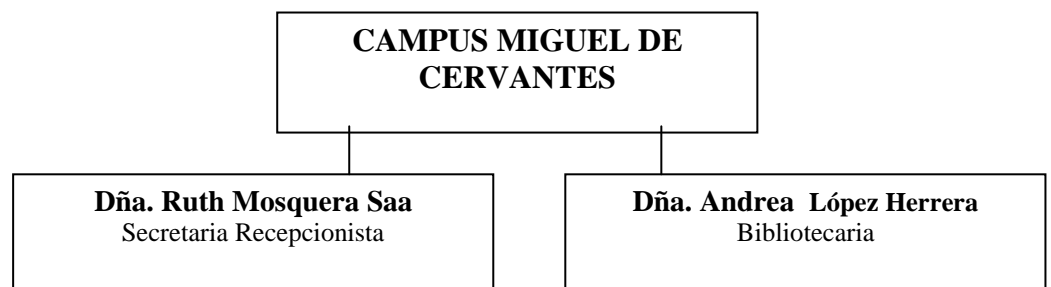 CAMPUS MIGUEL DE
CERVANTES
Dña. Ruth Mosquera Saa
Secretaria Recepcionista
Dña. Andrea López Herrera
Bibliotecaria